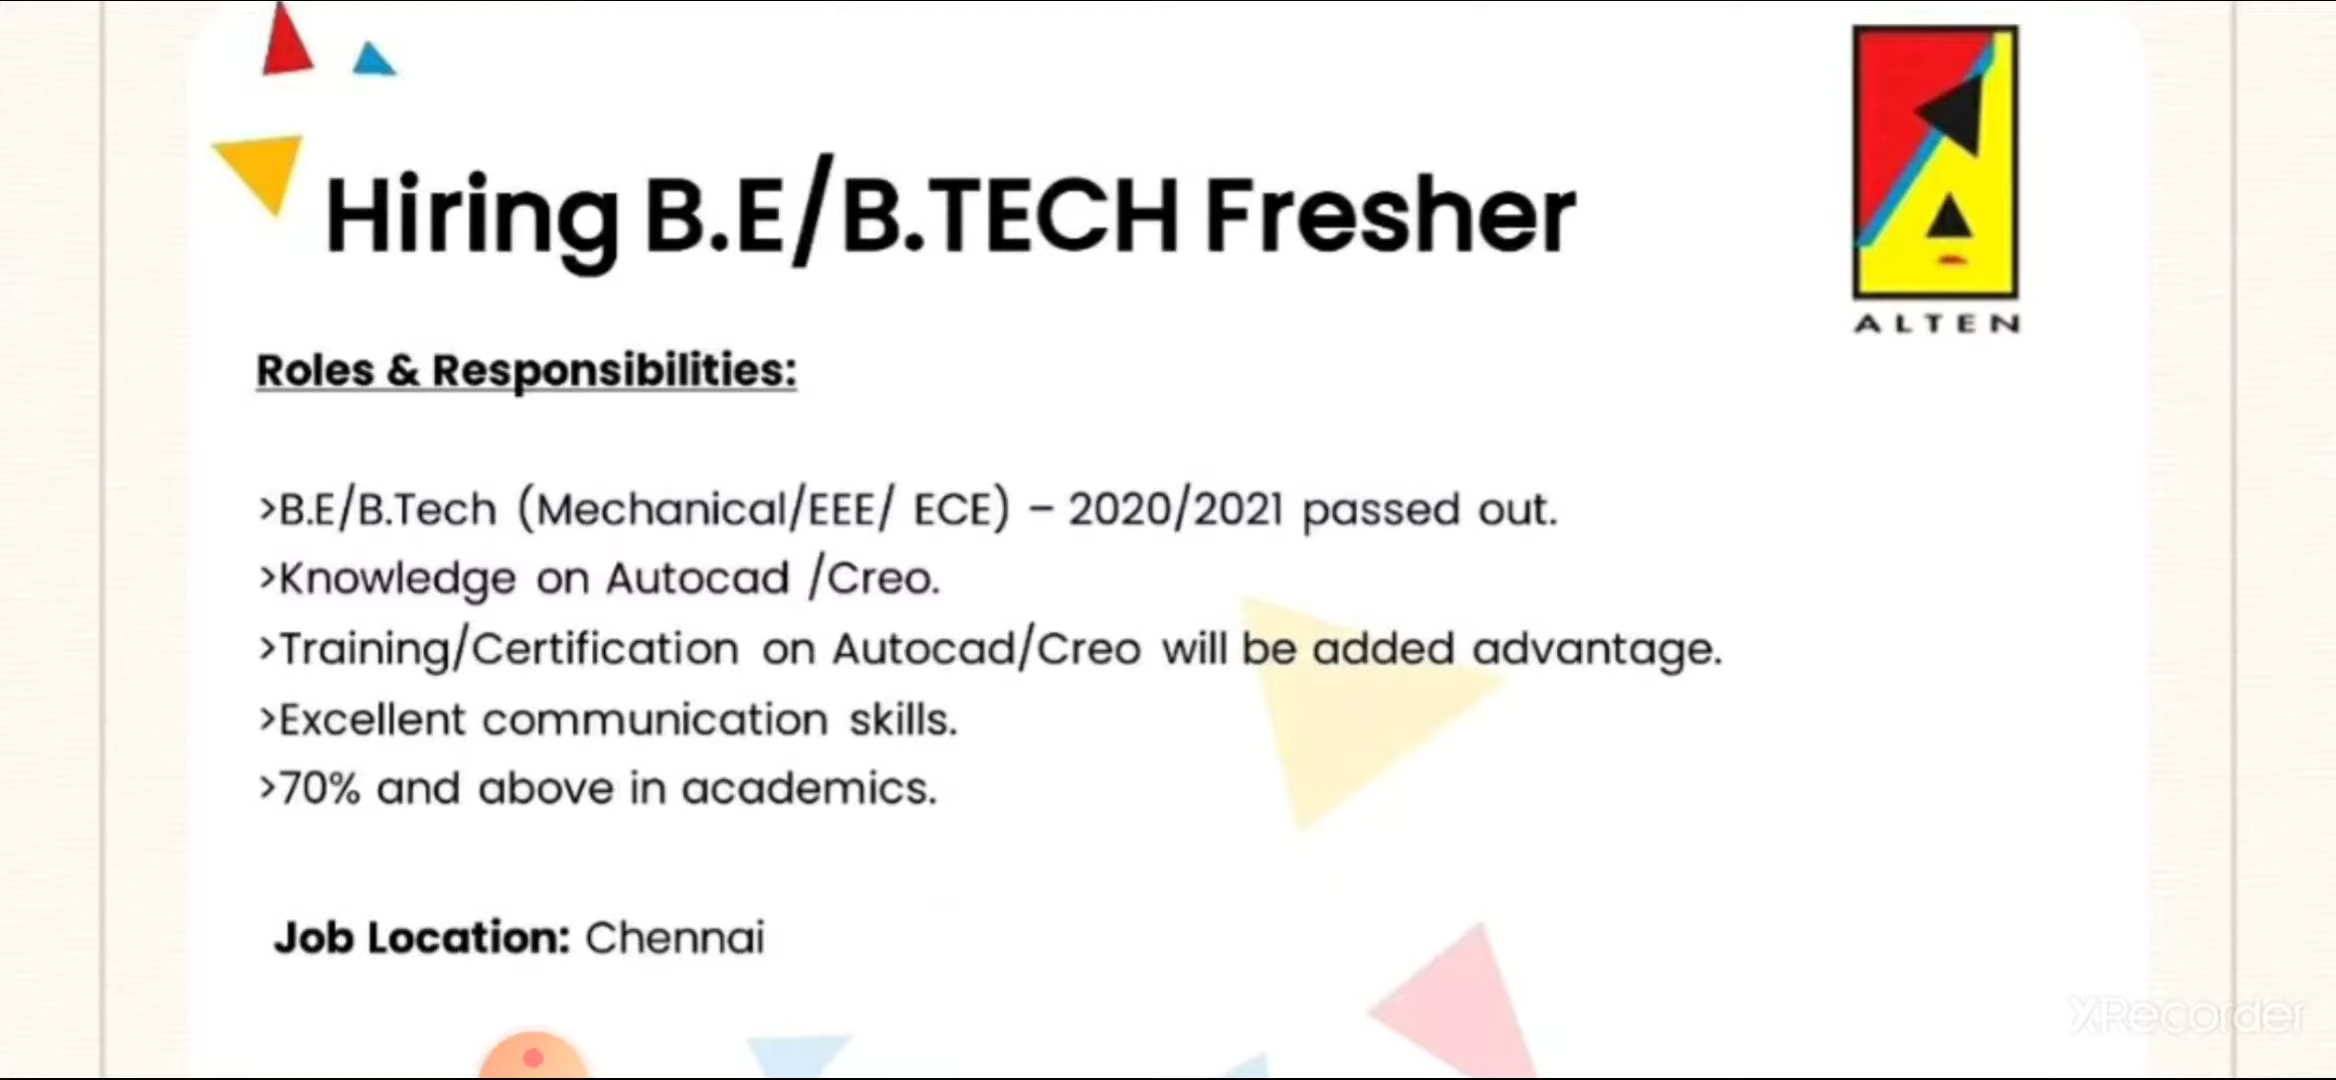 Hiring B.E/B.TECH Fresher
ALTEN
Roles & Responsibilities:
>B.E/B.Tech (Mechanical/EEE/ ECE) – 2020/2021 passed out.
>Knowledge on Autocad /Creo.
>Training/Certification on Autocad/Creo will be added advantage.
>Excellent communication skills.
>70% and above in academics.
Job Location: Chennai
XRecorder